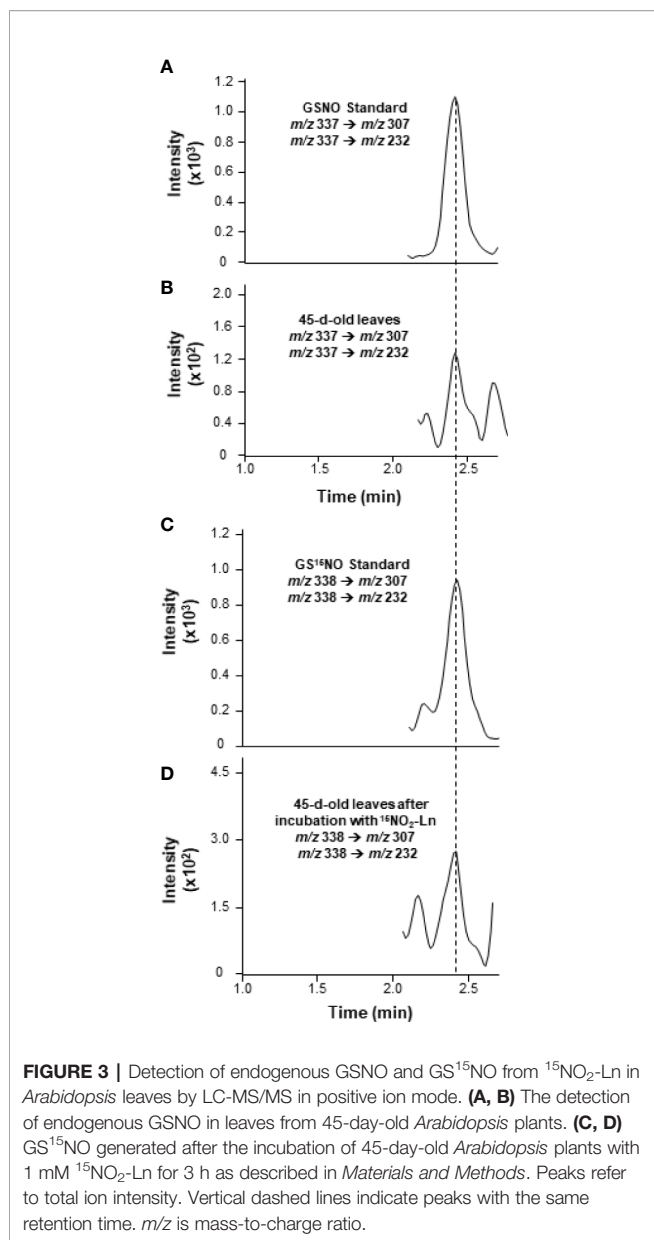 A
1.2
1.0
0.8
0.6
0.4
0.2
0
Intensity
(x10³)
GSNO Standard
m/z 337 → m/z 307
m/z 337 → m/z 232
B
2.0
1.6
1.2
0.8
0.4
0
Intensity
(x10²)
45-d-old leaves
m/z 337 → m/z 307
m/z 337 → m/z 232
1.0 1.5 2.0 2.5
Time (min)
C
1.2
1.0
0.8
0.6
0.4
0.2
0
Intensity
(x10³)
GS¹⁵NO Standard
m/z 338 → m/z 307
m/z 338 → m/z 232
D
4.5
3.0
1.5
0
Intensity
(x10²)
45-d-old leaves after
incubation with ¹⁵NO₂-Ln
m/z 338 → m/z 307
m/z 338 → m/z 232
1.0 1.5 2.0 2.5
Time (min)
FIGURE 3 | Detection of endogenous GSNO and GS¹⁵NO from ¹⁵NO₂-Ln in
Arabidopsis leaves by LC-MS/MS in positive ion mode. (A, B) The detection
of endogenous GSNO in leaves from 45-day-old Arabidopsis plants. (C, D)
GS¹⁵NO generated after the incubation of 45-day-old Arabidopsis plants with
1 mM ¹⁵NO₂-Ln for 3 h as described in Materials and Methods. Peaks refer
to total ion intensity. Vertical dashed lines indicate peaks with the same
retention time. m/z is mass-to-charge ratio.